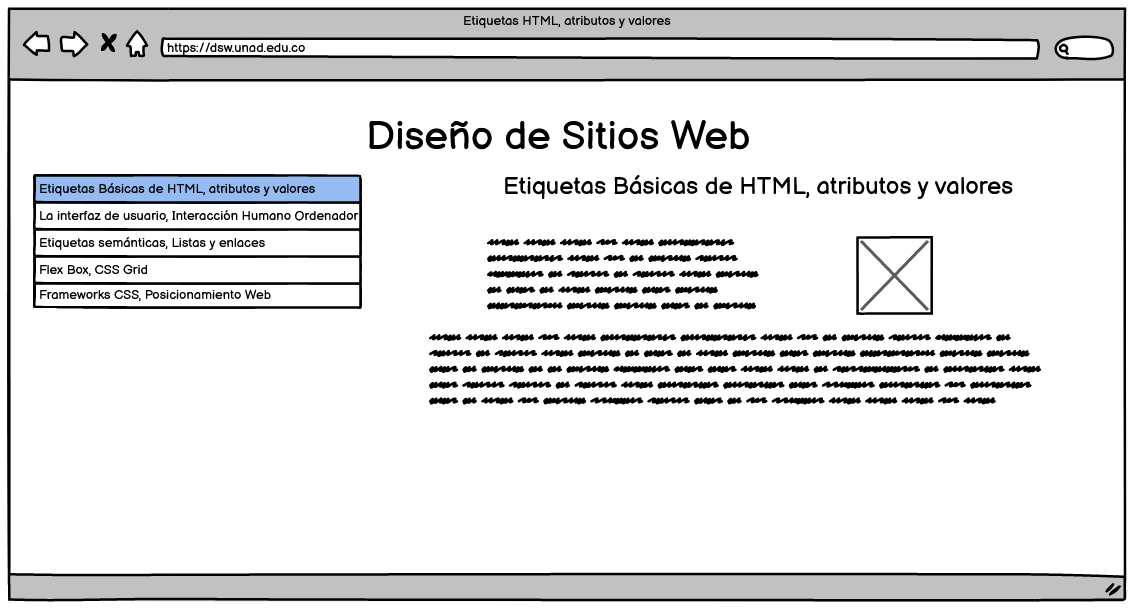 Etiquetas HTML, atributos y valores
https://dsw.unad.edu.co
Diseño de Sitios Web
Etiquetas Básicas de HTML, atributos y valores
La interfaz de usuario, Interacción Humano Ordenador
Etiquetas semánticas, Listas y enlaces
Flex Box, CSS Grid
Frameworks CSS, Posicionamiento Web
Etiquetas Básicas de HTML, atributos y valores